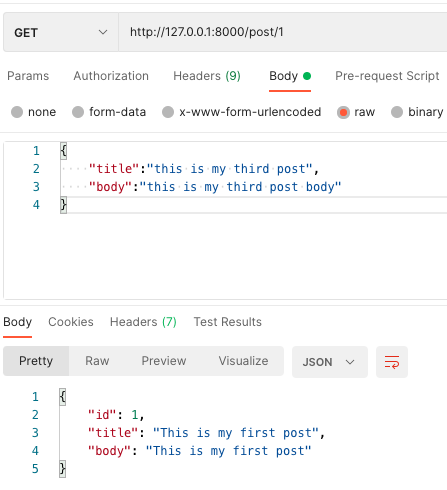 GET http://127.0.0.1:8000/post/1
Params Authorization Headers (9) Body Pre-request Script
none form-data x-www-form-urlencoded raw binary
1 {
2 "title":"this is my third post",
3 "body":"this is my third post body"
4 }
Body Cookies Headers (7) Test Results
Pretty Raw Preview Visualize JSON
1 {
2 "id": 1,
3 "title": "This is my first post",
4 "body": "This is my first post"
5 }